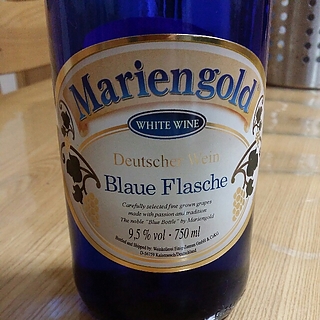 Mariengold
WHITE WINE
Deutscher Wein
Blaue Flasche
Carefully selected fine grown grapes
made with passion and tradition
The noble "Blue Bottle" by Mariengold
9,5 % vol · 750 ml